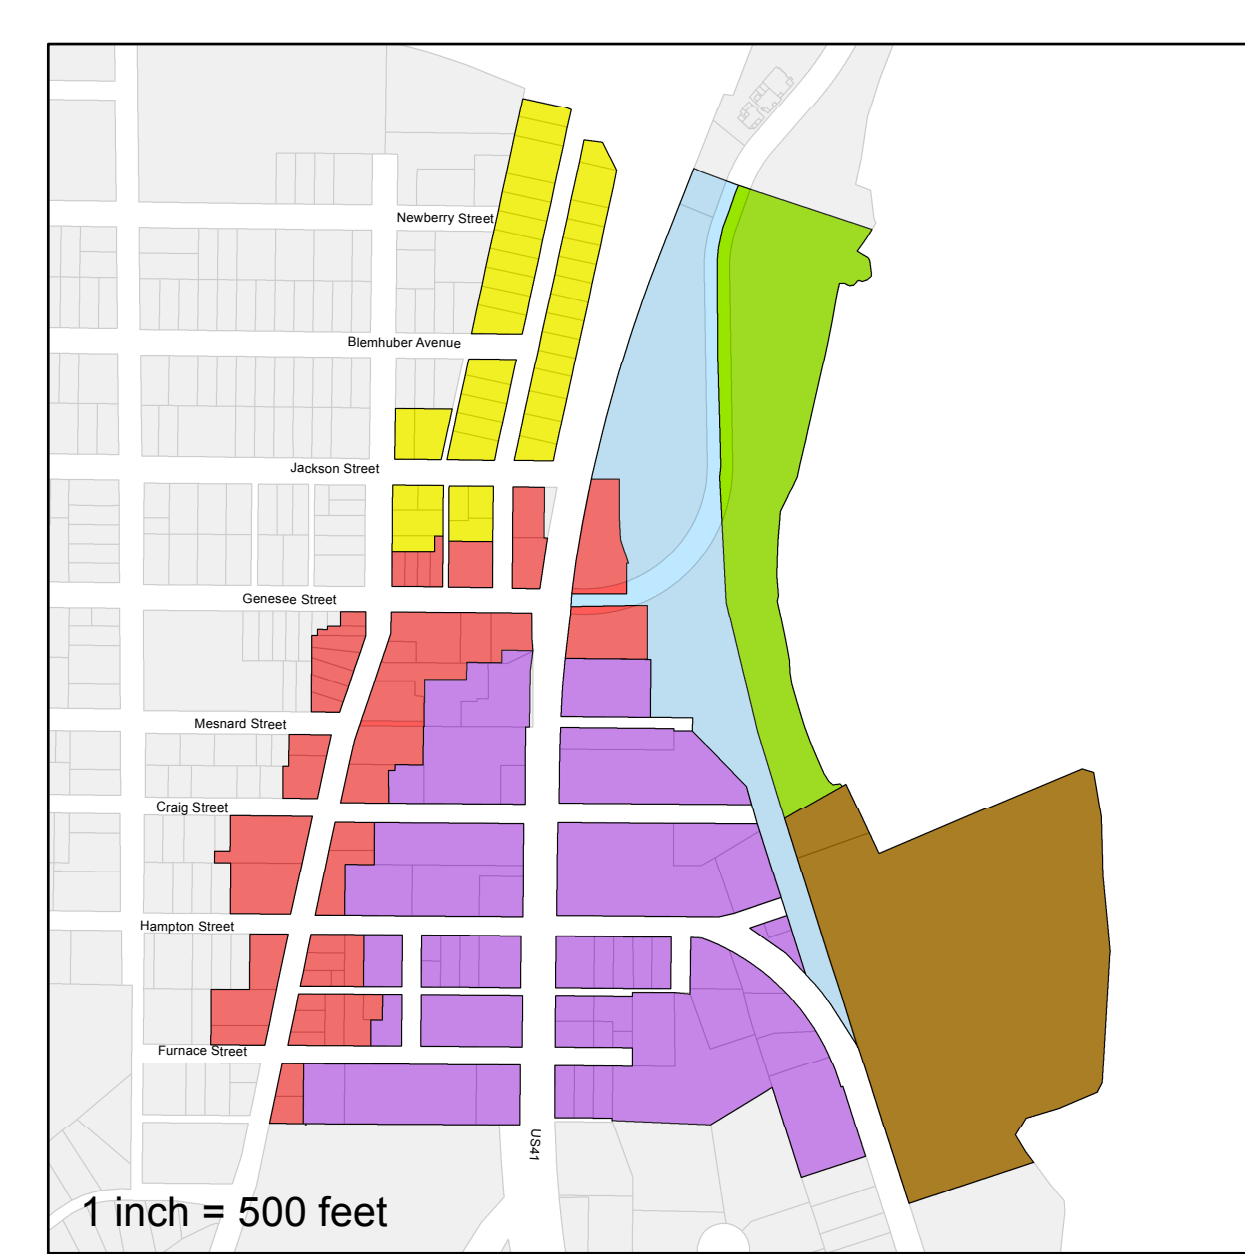 Newberry Street
Blemhuber Avenue
Jackson Street
Genesee Street
Mesnard Street
Craig Street
Hampton Street
Furnace Street
US41
1 inch = 500 feet